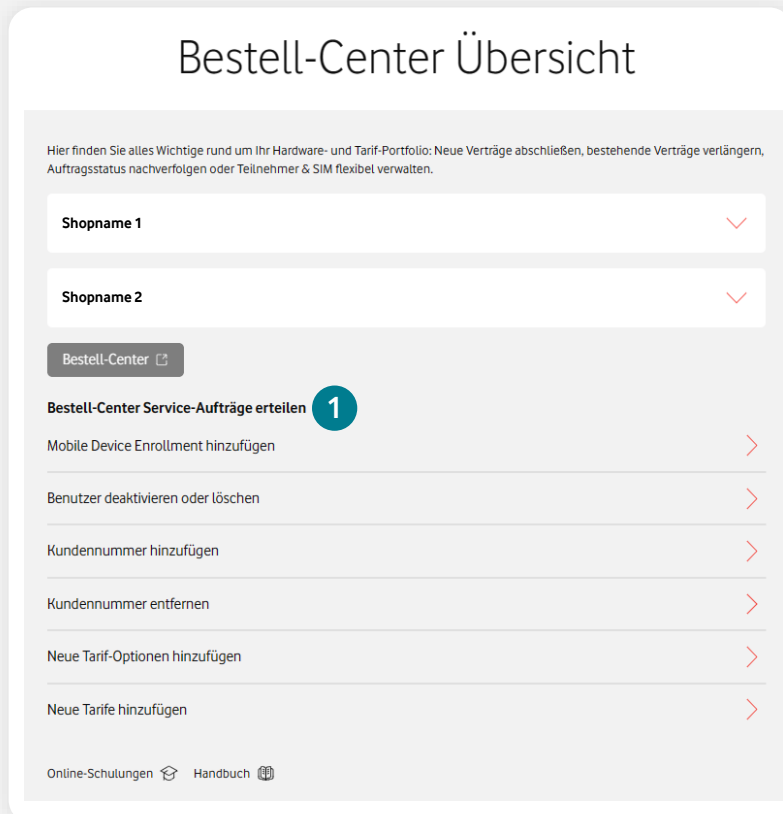 Bestell-Center Übersicht
Hier finden Sie alles Wichtige rund um Ihr Hardware- und Tarif-Portfolio: Neue Verträge abschließen, bestehende Verträge verlängern,
Auftragsstatus nachverfolgen oder Teilnehmer & SIM flexibel verwalten.
Shopname 1
Shopname 2
Bestell-Center
Bestell-Center Service-Aufträge erteilen 1
Mobile Device Enrollment hinzufügen
Benutzer deaktivieren oder löschen
Kundennummer hinzufügen
Kundennummer entfernen
Neue Tarif-Optionen hinzufügen
Neue Tarife hinzufügen
Online-Schulungen Handbuch